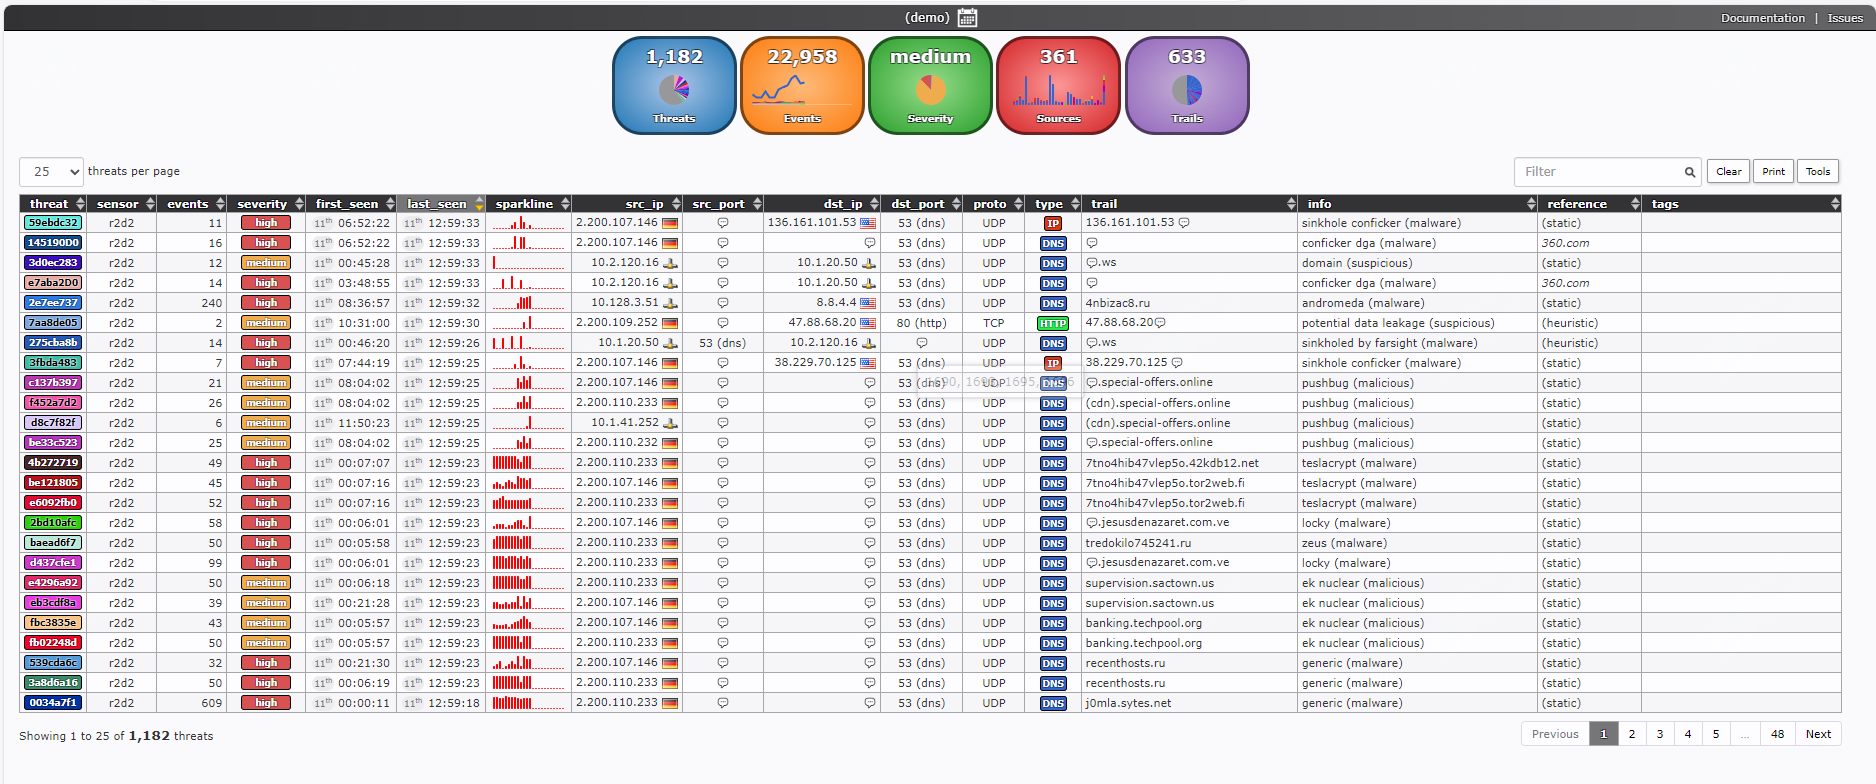 (demo)
Documentation | Issues
1,182 22,958 medium 361 633
Threats Events Severity Sources Trails
25 threats per page Filter Clear Print Tools
threat sensor events severity first_seen last_seen sparkline src_ip src_port dst_ip dst_port proto type trail info reference tags
59ebdc32 r2d2 11 high 11th 06:52:22 11th 12:59:33 2.200.107.146 136.161.101.53 53 (dns) UDP IP 136.161.101.53 sinkhole conficker (malware) (static)
145190D0 r2d2 16 high 11th 06:52:22 11th 12:59:33 2.200.107.146 53 (dns) UDP DNS conficker dga (malware) 360.com
3d0ec283 r2d2 12 medium 11th 00:45:28 11th 12:59:33 10.2.120.16 10.1.20.50 53 (dns) UDP DNS .ws domain (suspicious) (static)
e7aba2D0 r2d2 14 high 11th 03:48:55 11th 12:59:33 10.2.120.16 10.1.20.50 53 (dns) UDP DNS conficker dga (malware) 360.com
2e7ee737 r2d2 240 high 11th 08:36:57 11th 12:59:32 10.128.3.51 8.8.4.4 53 (dns) UDP DNS 4nbizac8.ru andromeda (malware) (static)
7aa8de05 r2d2 2 medium 11th 10:31:00 11th 12:59:30 2.200.109.252 47.88.68.20 80 (http) TCP HTTP 47.88.68.20 potential data leakage (suspicious) (heuristic)
275cba8b r2d2 14 high 11th 00:46:20 11th 12:59:26 10.1.20.50 53 (dns) 10.2.120.16 UDP DNS .ws sinkholed by farsight (malware) (heuristic)
3fbda483 r2d2 7 high 11th 07:44:19 11th 12:59:25 2.200.107.146 38.229.70.125 53 (dns) UDP IP 38.229.70.125 sinkhole conficker (malware) (static)
c137b397 r2d2 21 medium 11th 08:04:02 11th 12:59:25 2.200.107.146 53 (dns) UDP DNS .special-offers.online pushbug (malicious) (static)
f452a7d2 r2d2 26 medium 11th 08:04:02 11th 12:59:25 2.200.110.233 53 (dns) UDP DNS (cdn).special-offers.online pushbug (malicious) (static)
d8c7f82f r2d2 6 medium 11th 11:50:23 11th 12:59:25 10.1.41.252 53 (dns) UDP DNS (cdn).special-offers.online pushbug (malicious) (static)
be33c523 r2d2 25 medium 11th 08:04:02 11th 12:59:25 2.200.110.232 53 (dns) UDP DNS .special-offers.online pushbug (malicious) (static)
4b272719 r2d2 49 high 11th 00:07:07 11th 12:59:23 2.200.110.233 53 (dns) UDP DNS 7tno4hib47vlep5o.42kdb12.net teslacrypt (malware) (static)
be121805 r2d2 45 high 11th 00:07:16 11th 12:59:23 2.200.107.146 53 (dns) UDP DNS 7tno4hib47vlep5o.tor2web.fi teslacrypt (malware) (static)
e6092fb0 r2d2 52 high 11th 00:07:16 11th 12:59:23 2.200.110.233 53 (dns) UDP DNS 7tno4hib47vlep5o.tor2web.fi teslacrypt (malware) (static)
2bd10afc r2d2 58 high 11th 00:06:01 11th 12:59:23 2.200.107.146 53 (dns) UDP DNS .jesusdenazaret.com.ve locky (malware) (static)
baead6f7 r2d2 50 high 11th 00:05:58 11th 12:59:23 2.200.110.233 53 (dns) UDP DNS tredokilo745241.ru zeus (malware) (static)
d437cfe1 r2d2 99 high 11th 00:06:01 11th 12:59:23 2.200.110.233 53 (dns) UDP DNS .jesusdenazaret.com.ve locky (malware) (static)
e4296a92 r2d2 50 medium 11th 00:06:18 11th 12:59:23 2.200.110.233 53 (dns) UDP DNS supervision.sactown.us ek nuclear (malicious) (static)
eb3cdf8a r2d2 39 medium 11th 00:21:28 11th 12:59:23 2.200.107.146 53 (dns) UDP DNS supervision.sactown.us ek nuclear (malicious) (static)
fbc3835e r2d2 43 medium 11th 00:05:57 11th 12:59:23 2.200.107.146 53 (dns) UDP DNS banking.techpool.org ek nuclear (malicious) (static)
fb02248d r2d2 50 medium 11th 00:05:57 11th 12:59:23 2.200.110.233 53 (dns) UDP DNS banking.techpool.org ek nuclear (malicious) (static)
539cda6c r2d2 32 high 11th 00:21:30 11th 12:59:23 2.200.107.146 53 (dns) UDP DNS recenthosts.ru generic (malware) (static)
3a8d6a16 r2d2 50 high 11th 00:06:19 11th 12:59:23 2.200.110.233 53 (dns) UDP DNS recenthosts.ru generic (malware) (static)
0034a7f1 r2d2 609 high 11th 00:00:11 11th 12:59:18 2.200.110.233 53 (dns) UDP DNS j0mla.sytes.net generic (malware) (static)
Showing 1 to 25 of 1,182 threats
Previous 1 2 3 4 5 ... 48 Next